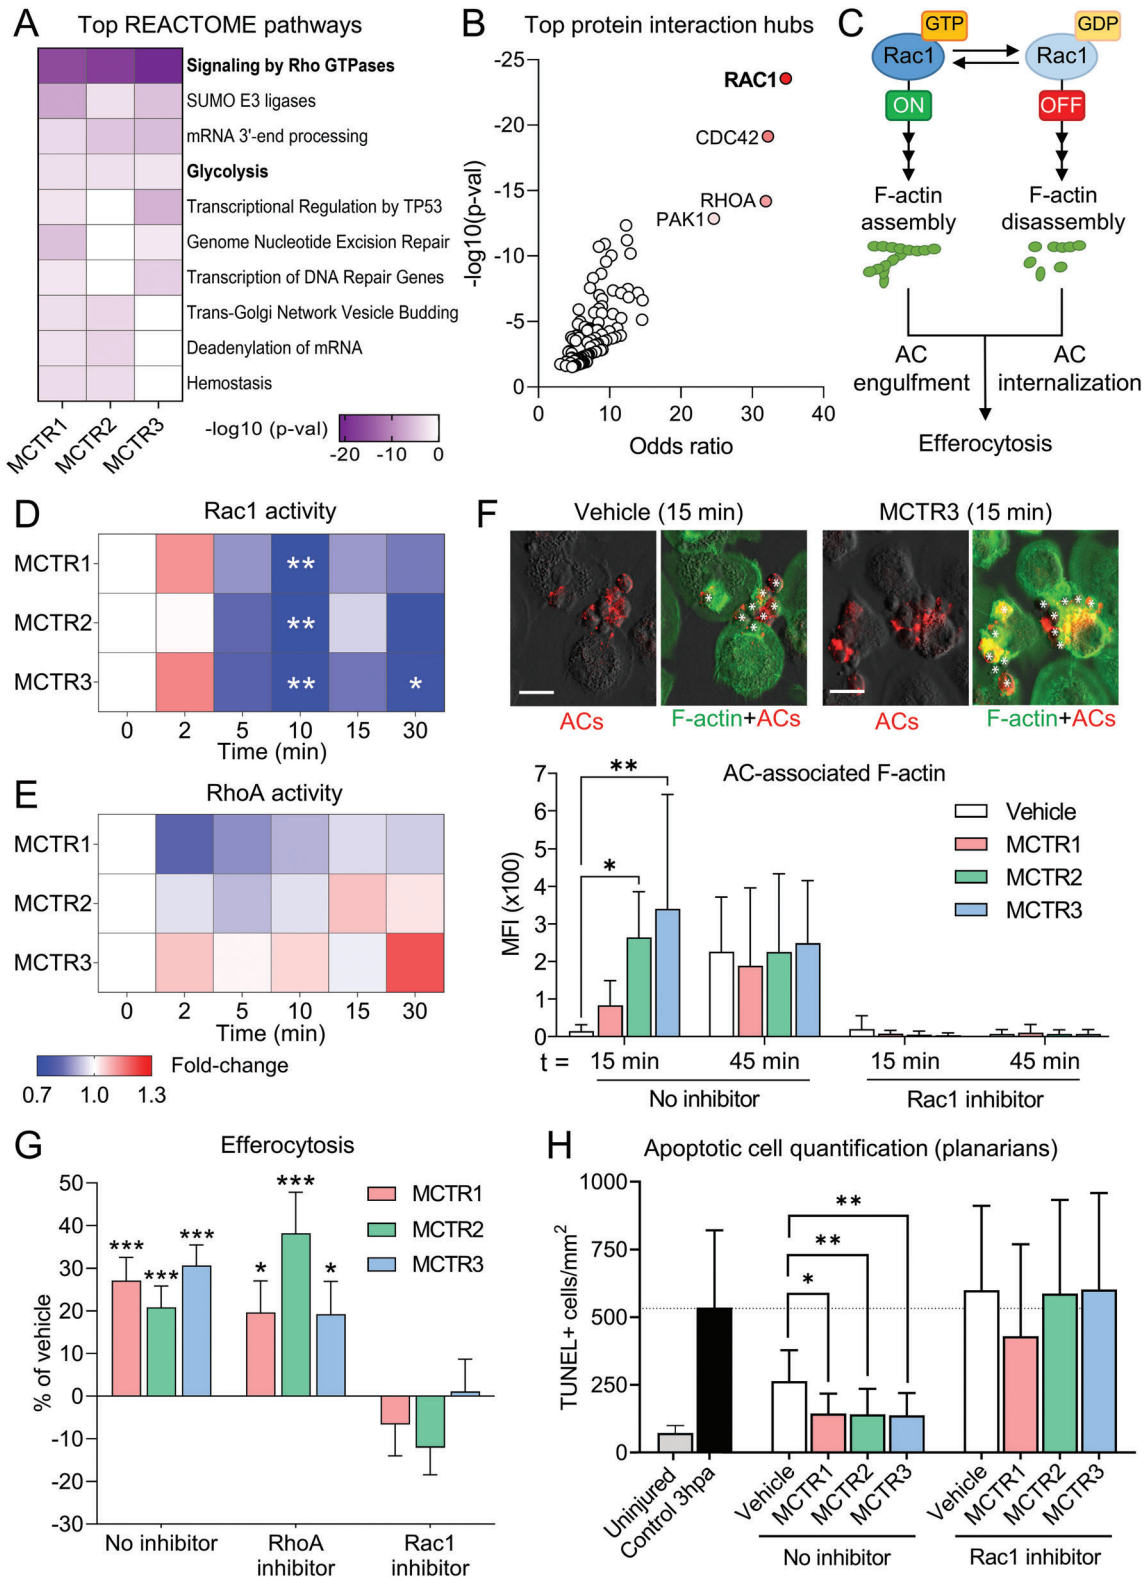 A
Top REACTOME pathways
Signaling by Rho GTPases
SUMO E3 ligases
mRNA 3'-end processing
Glycolysis
Transcriptional Regulation by TP53
Genome Nucleotide Excision Repair
Transcription of DNA Repair Genes
Trans-Golgi Network Vesicle Budding
Deadenylation of mRNA
Hemostasis
MCTR1
MCTR2
MCTR3
-log10 (p-val)
-20 -10 0
B
Top protein interaction hubs
-log10(p-val)
-25
-20
-15
-10
-5
0
RAC1
CDC42
RHOA
PAK1
0 10 20 30 40
Odds ratio
C
GTP
Rac1
ON
GDP
Rac1
OFF
F-actin
assembly
F-actin
disassembly
AC
engulfment
AC
internalization
Efferocytosis
D
Rac1 activity
MCTR1
**
MCTR2
**
MCTR3
** *
0 2 5 10 15 30
Time (min)
E
RhoA activity
MCTR1
MCTR2
MCTR3
0 2 5 10 15 30
Time (min)
Fold-change
0.7 1.0 1.3
F
Vehicle (15 min)
MCTR3 (15 min)
ACs
F-actin+ACs
ACs
F-actin+ACs
AC-associated F-actin
MFI (x100)
7
6
5
4
3
2
1
0
**
*
Vehicle
MCTR1
MCTR2
MCTR3
t = 15 min 45 min 15 min 45 min
No inhibitor
Rac1 inhibitor
G
Efferocytosis
% of vehicle
50
40
30
20
10
0
-10
-20
-30
*** *** ***
* *** *
MCTR1
MCTR2
MCTR3
No inhibitor
RhoA
inhibitor
Rac1
inhibitor
H
Apoptotic cell quantification (planarians)
TUNEL+ cells/mm2
1000
750
500
250
0
**
**
*
Uninjured
Control 3hpa
Vehicle
MCTR1
MCTR2
MCTR3
Vehicle
MCTR1
MCTR2
MCTR3
No inhibitor
Rac1 inhibitor